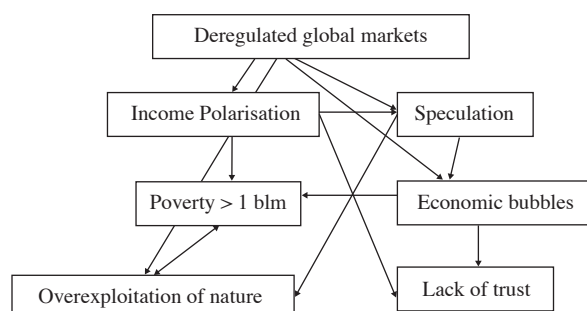 Deregulated global markets
Income Polarisation
Speculation
Poverty > 1 blm
Economic bubbles
Overexploitation of nature
Lack of trust